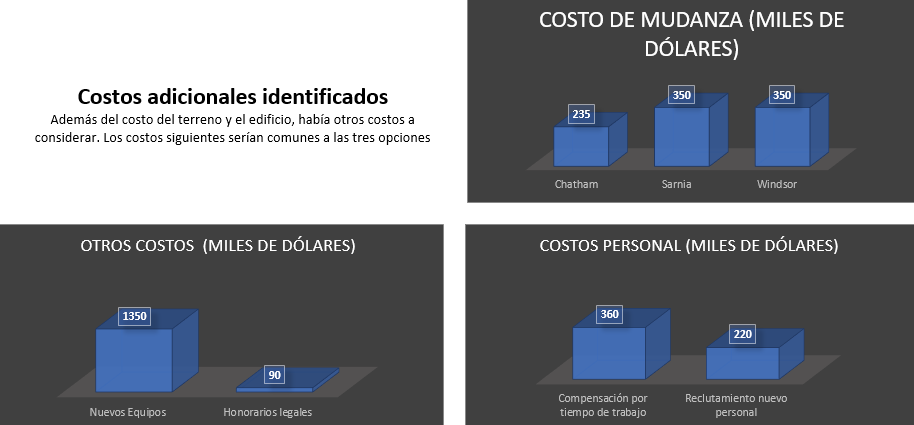 Costos adicionales identificados
Además del costo del terreno y el edificio, había otros costos a
considerar. Los costos siguientes serían comunes a las tres opciones
COSTO DE MUDANZA (MILES DE
DÓLARES)
235
350
350
Chatham
Sarnia
Windsor
OTROS COSTOS (MILES DE DÓLARES)
1350
90
Nuevos Equipos
Honorarios legales
COSTOS PERSONAL (MILES DE DÓLARES)
360
220
Compensación por
tiempo de trabajo
Reclutamiento nuevo
personal